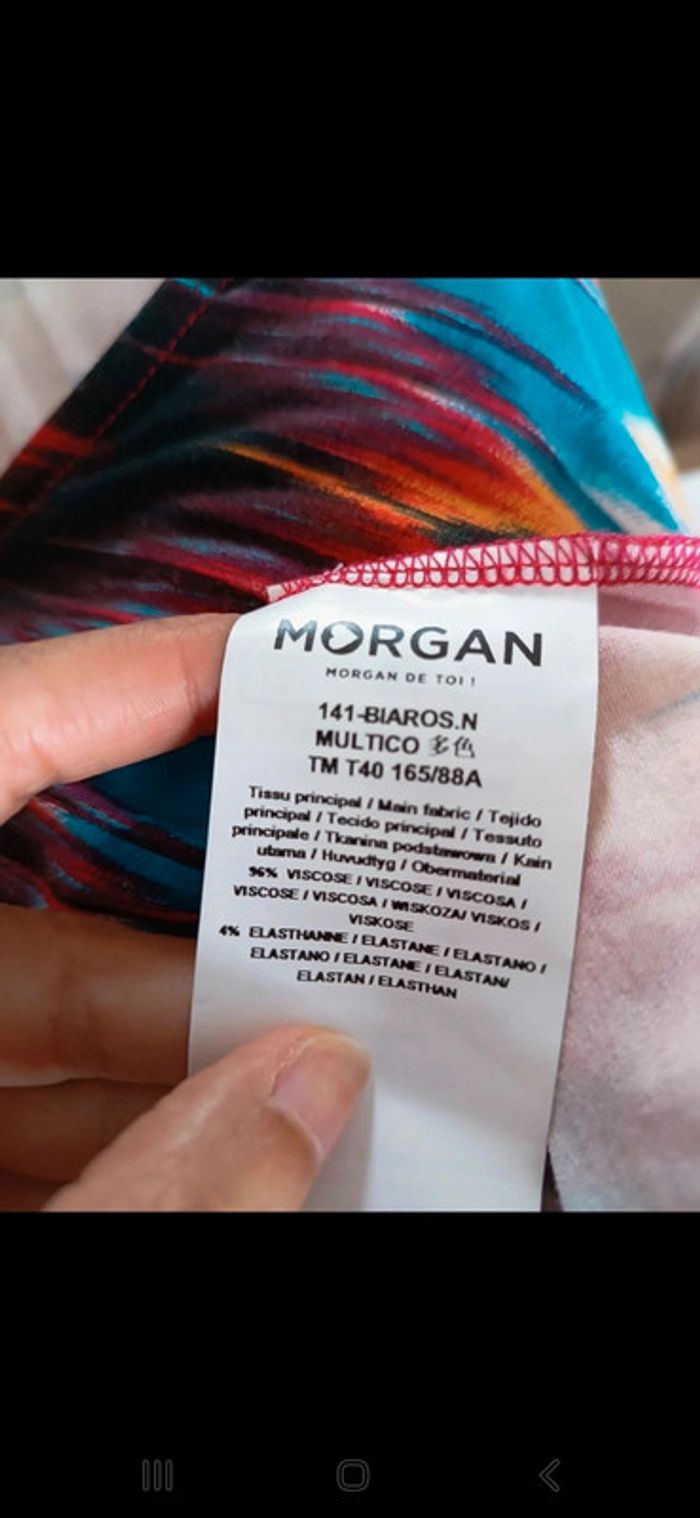 MORGAN
MORGAN DE TOI !
141-BIAROS.N
MULTICO 多色
TM T40 165/88A
Tissu principal / Main fabric / Tejido
principal / Tecido principal / Tessuto
principale / Tkanina podstawowa / Kain
utama / Huvudtyg / Obermaterial
96% VISCOSE / VISCOSE / VISCOSA /
VISCOSE / VISCOSA / WISKOZA/ VISKOS /
VISKOSE
4% ELASTHANNE / ELASTANE / ELASTANO /
ELASTANO / ELASTANE / ELASTAN/
ELASTAN / ELASTHAN